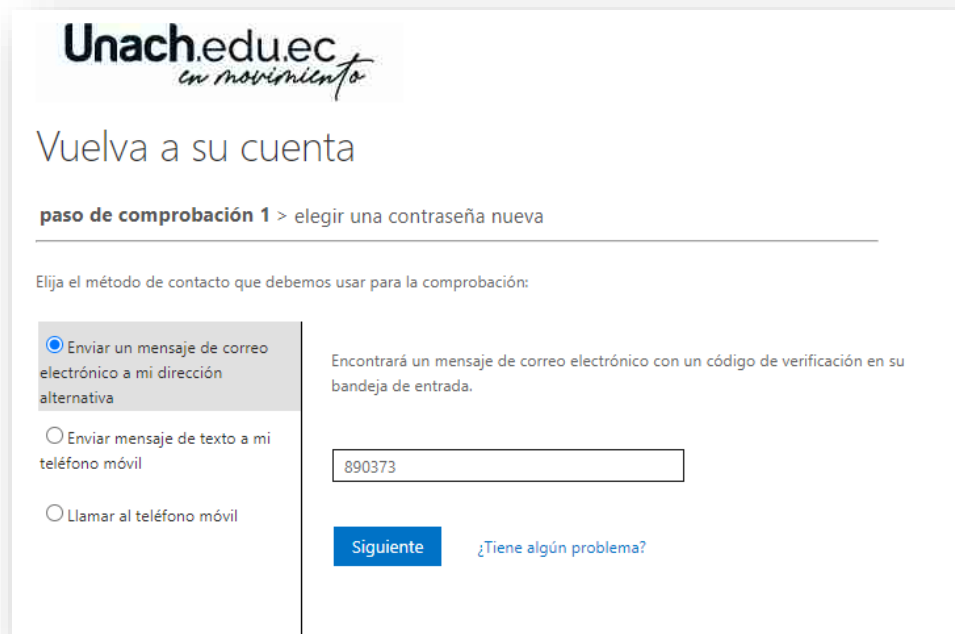 Unach.edu.ec
en movimiento
Vuelva a su cuenta
paso de comprobación 1 > elegir una contraseña nueva
Elija el método de contacto que debemos usar para la comprobación:
Enviar un mensaje de correo
electrónico a mi dirección
alternativa
Enviar mensaje de texto a mi
teléfono móvil
Llamar al teléfono móvil
Encontrará un mensaje de correo electrónico con un código de verificación en su
bandeja de entrada.
890373
Siguiente
¿Tiene algún problema?